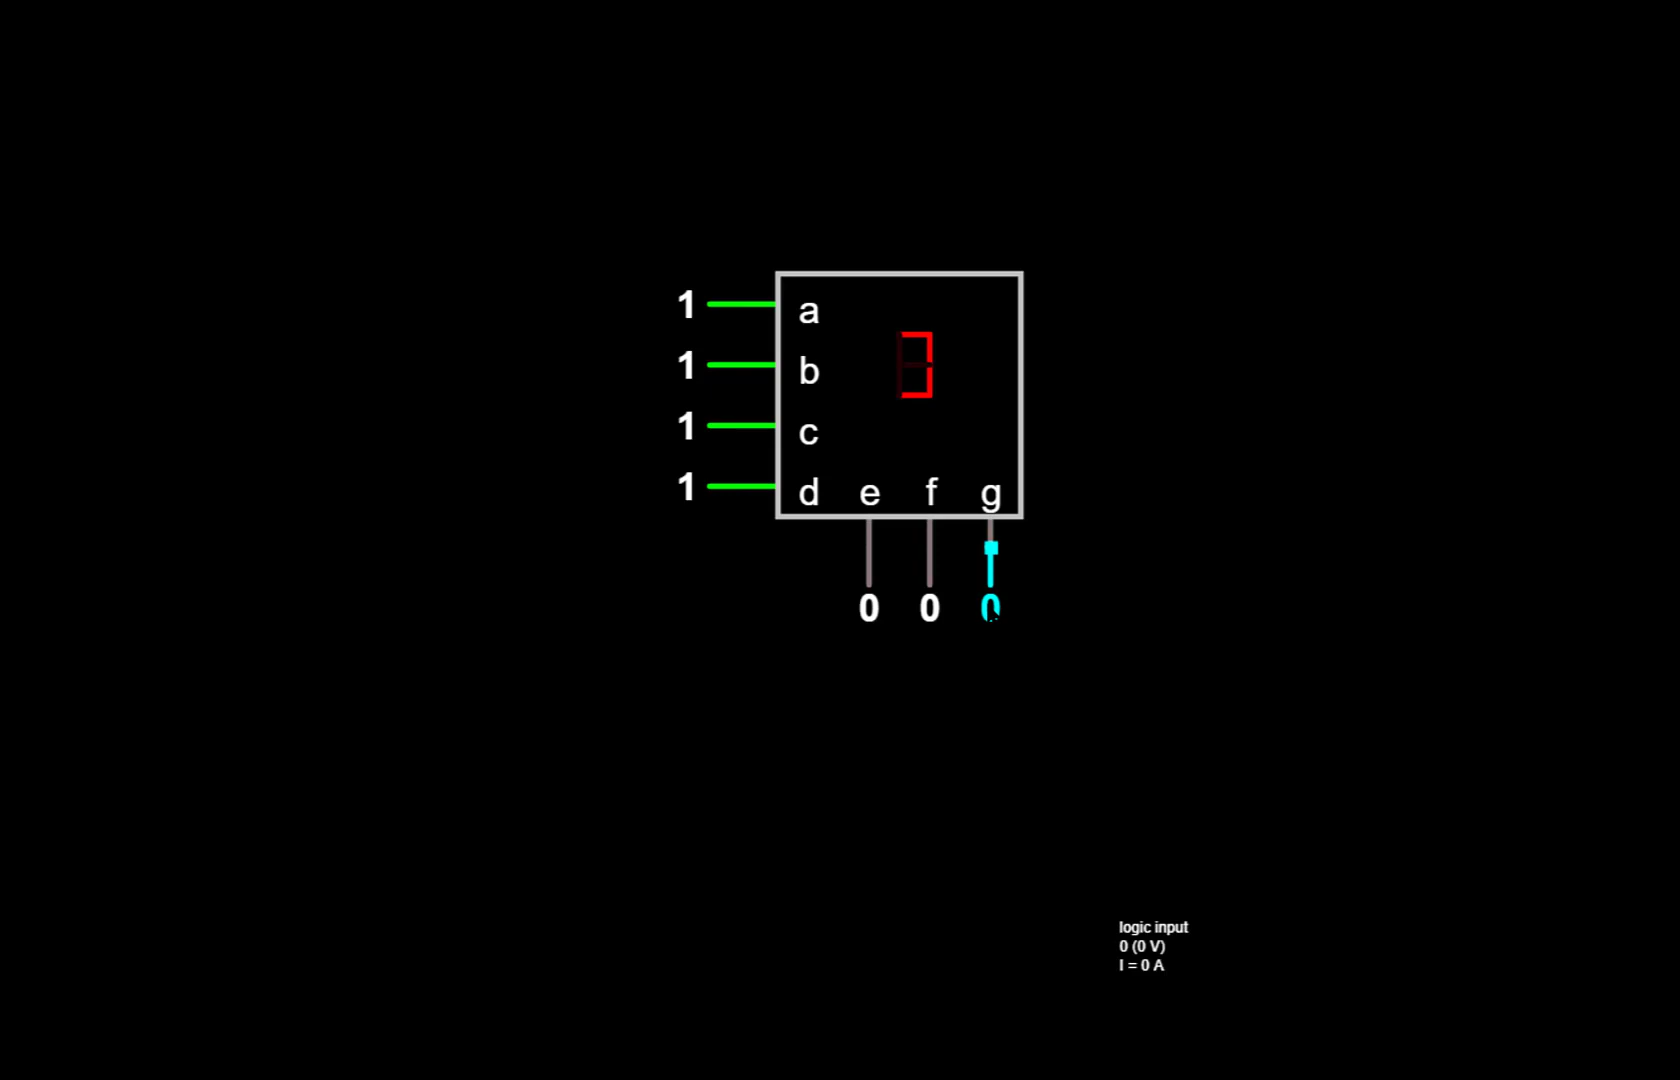 1 a
1 b
1 c
1 d e f g
0 0 0
logic input
0 (0 V)
I = 0 A